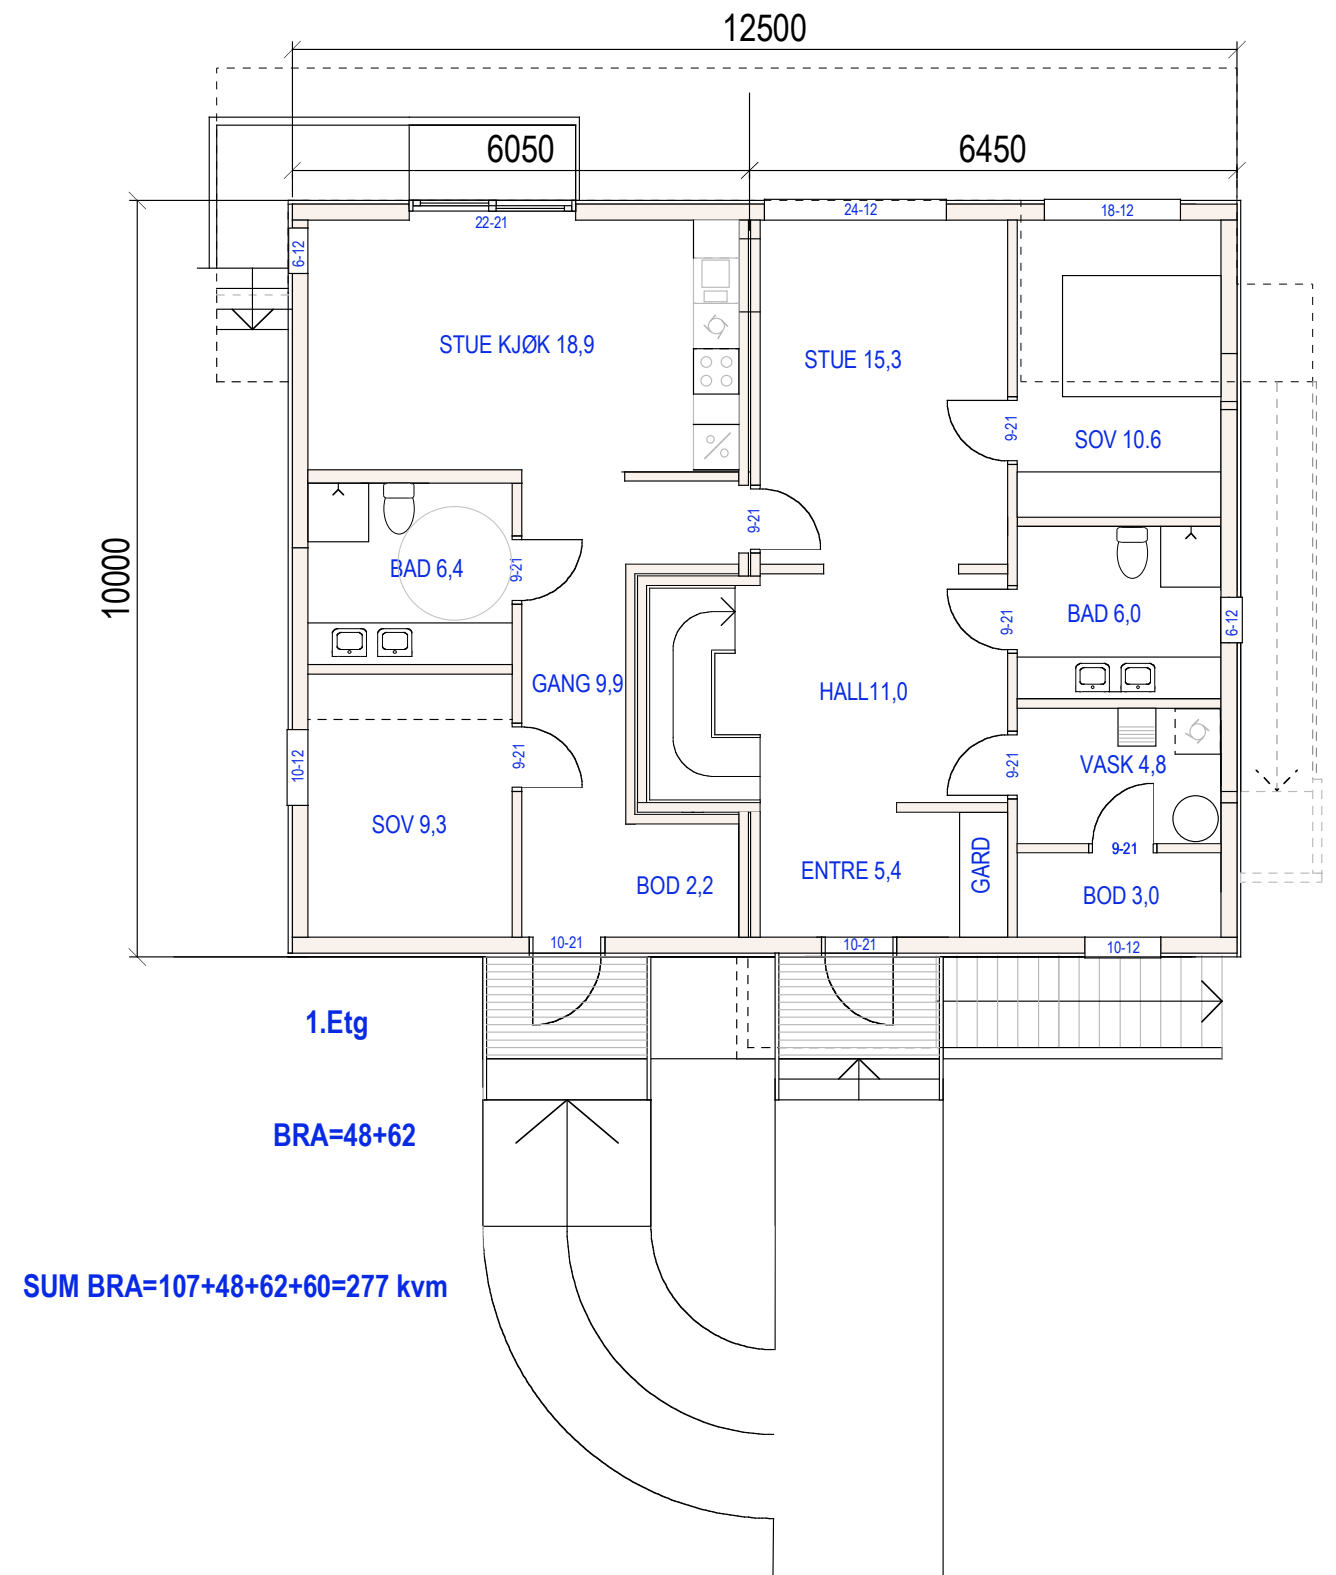 12500
6050
6450
22-21
24-12
18-12
6-12
STUE KJØK 18,9
STUE 15,3
9-21
SOV 10.6
9-21
10000
BAD 6,4
9-21
9-21
BAD 6,0
6-12
GANG 9,9
HALL11,0
10-12
9-21
9-21
VASK 4,8
SOV 9,3
9-21
BOD 2,2
ENTRE 5,4
GARD
BOD 3,0
10-21
10-21
10-12
1.Etg
BRA=48+62
SUM BRA=107+48+62+60=277 kvm